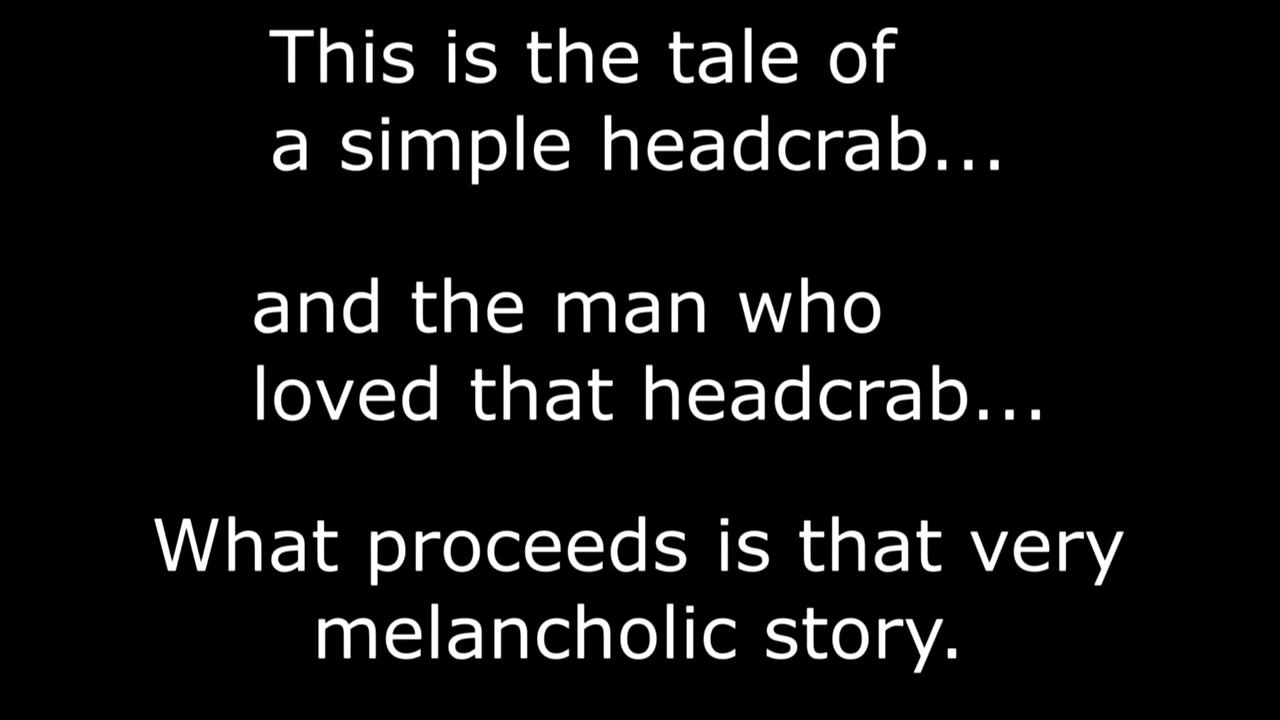 This is the tale of
a simple headcrab...
and the man who
loved that headcrab...
What proceeds is that very
melancholic story.